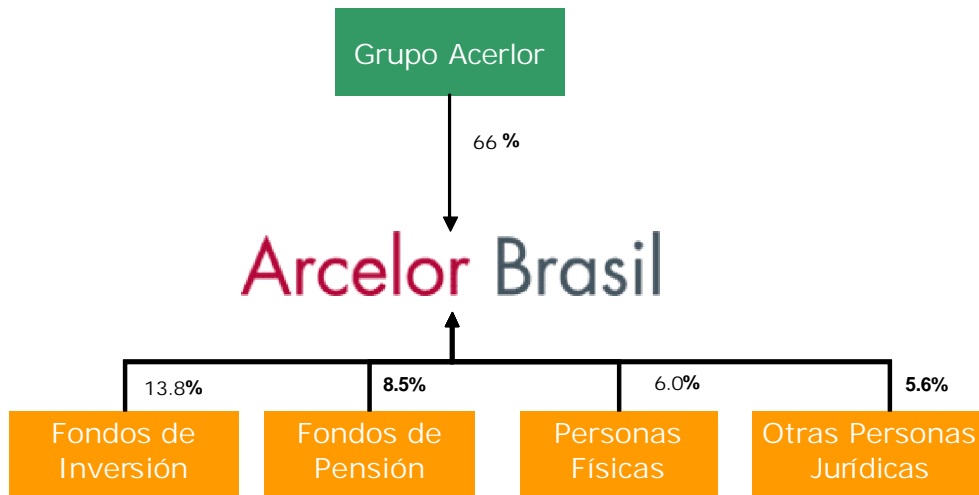 Grupo Acerlor
66 %
Arcelor Brasil
13.8%
8.5%
6.0%
5.6%
Fondos de
Inversión
Fondos de
Pensión
Personas
Físicas
Otras Personas
Jurídicas